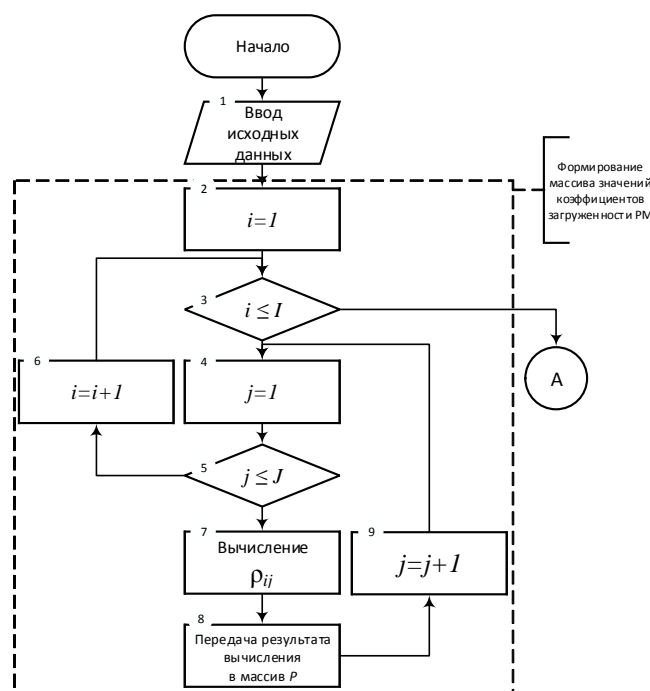 Начало
1
Ввод
исходных
данных
Формирование
массива значений
коэффициентов
загруженности РМ
2
i=1
3
i ≤ I
6
i=i+1
4
j=1
А
5
j ≤ J
7
Вычисление
ρij
9
j=j+1
8
Передача результата
вычисления
в массив P